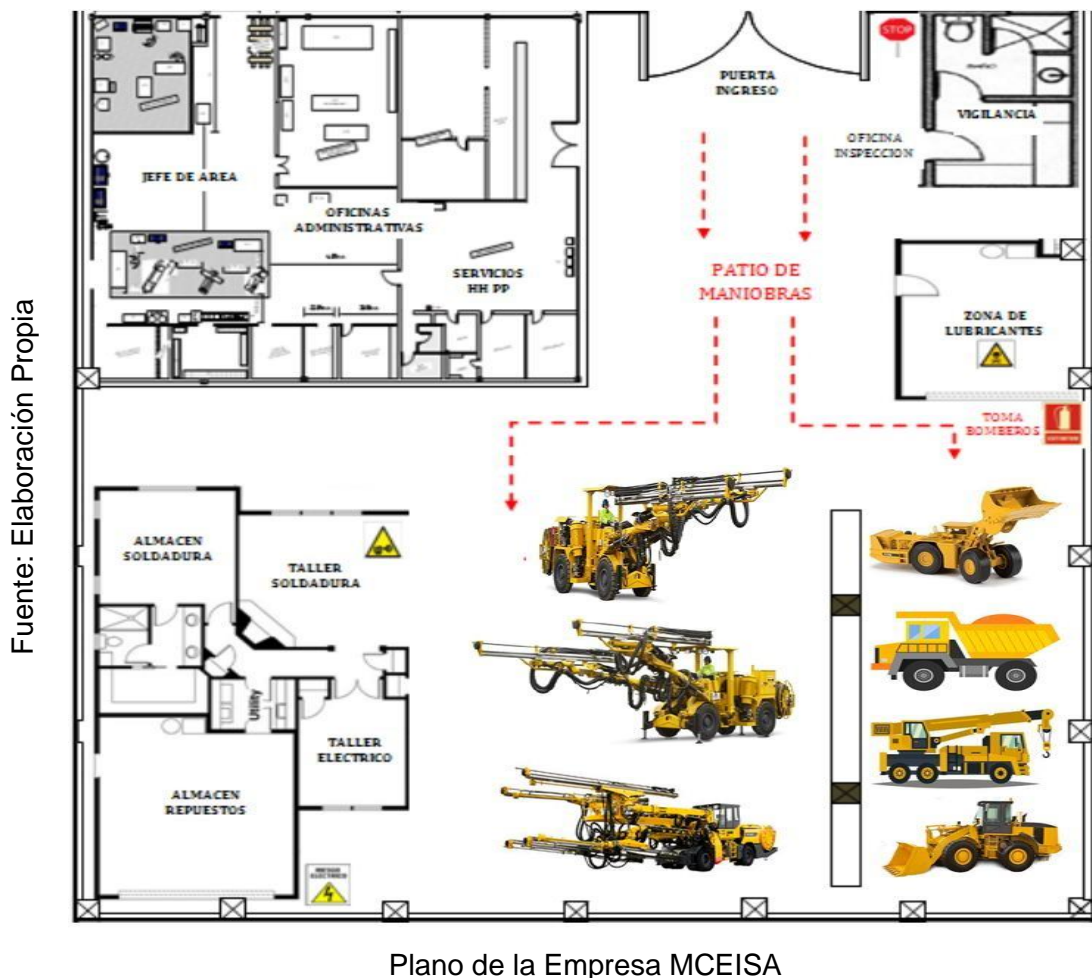 STOP
PUERTA
INGRESO
VIGILANCIA
OFICINA
INSPECCION
JEFE DE AREA
OFICINAS
ADMINISTRATIVAS
SERVICIOS
HH PP
PATIO DE
MANIOBRAS
ZONA DE
LUBRICANTES
TOMA
BOMBEROS
ALMACEN
SOLDADURA
TALLER
SOLDADURA
Utility
TALLER
ELECTRICO
ALMACEN
REPUESTOS
RIESGO
ELECTRICO
Fuente: Elaboración Propia
Plano de la Empresa MCEISA